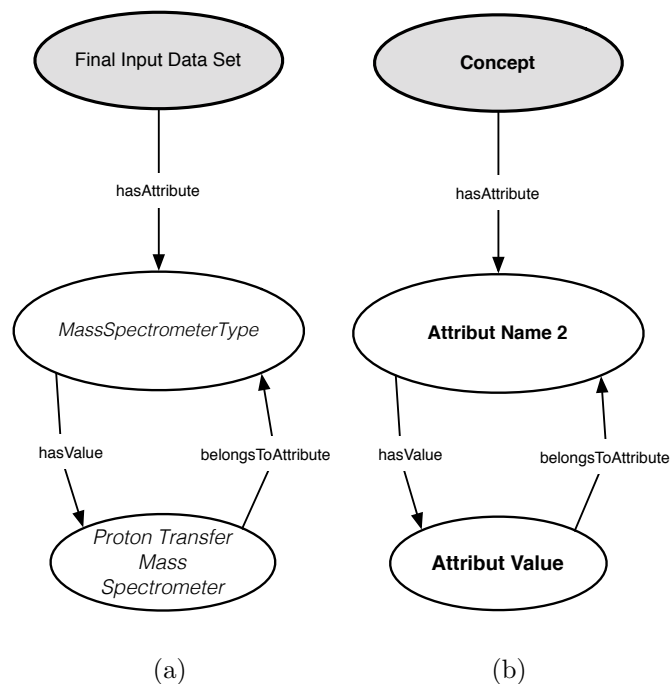 Final Input Data Set
hasAttribute
MassSpectrometerType
hasValue
belongsToAttribute
Proton Transfer
Mass
Spectrometer
(a)
Concept
hasAttribute
Attribut Name 2
hasValue
belongsToAttribute
Attribut Value
(b)